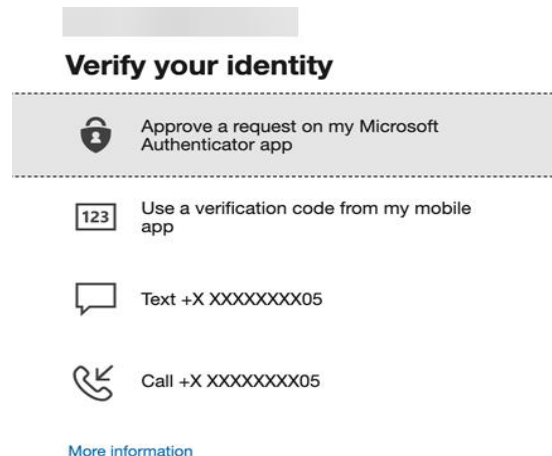 Verify your identity
Approve a request on my Microsoft
Authenticator app
123
Use a verification code from my mobile
app
Text +X XXXXXXXX05
Call +X XXXXXXXX05
More information